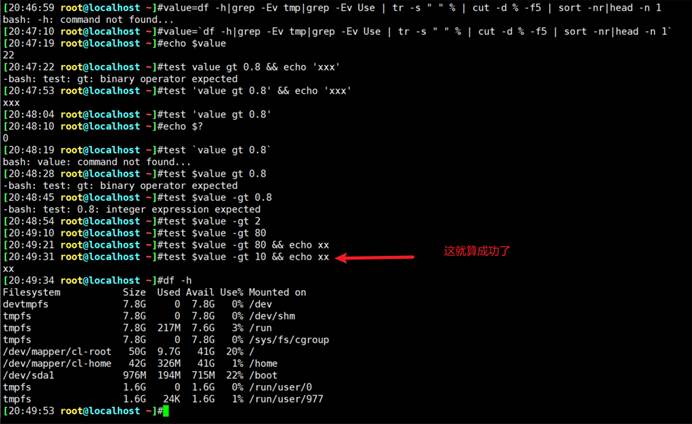 [20:46:59 root@localhost ~]#value=df -h|grep -Ev tmp|grep -Ev Use | tr -s " " % | cut -d % -f5 | sort -nr|head -n 1
bash: -h: command not found...
[20:47:10 root@localhost ~]#value=`df -h|grep -Ev tmp|grep -Ev Use | tr -s " " % | cut -d % -f5 | sort -nr|head -n 1`
[20:47:19 root@localhost ~]#echo $value
22
[20:47:22 root@localhost ~]#test value gt 0.8 && echo 'xxx'
-bash: test: gt: binary operator expected
[20:47:53 root@localhost ~]#test 'value gt 0.8' && echo 'xxx'
xxx
[20:48:04 root@localhost ~]#test 'value gt 0.8'
[20:48:10 root@localhost ~]#echo $?
0
[20:48:19 root@localhost ~]#test `value gt 0.8`
bash: value: command not found...
[20:48:28 root@localhost ~]#test $value gt 0.8
-bash: test: gt: binary operator expected
[20:48:45 root@localhost ~]#test $value -gt 0.8
-bash: test: 0.8: integer expression expected
[20:48:54 root@localhost ~]#test $value -gt 2
[20:49:10 root@localhost ~]#test $value -gt 80
[20:49:21 root@localhost ~]#test $value -gt 80 && echo xx
[20:49:31 root@localhost ~]#test $value -gt 10 && echo xx 这就算成功了
xx
[20:49:34 root@localhost ~]#df -h
Filesystem Size Used Avail Use% Mounted on
devtmpfs 7.8G 0 7.8G 0% /dev
tmpfs 7.8G 0 7.8G 0% /dev/shm
tmpfs 7.8G 217M 7.6G 3% /run
tmpfs 7.8G 0 7.8G 0% /sys/fs/cgroup
/dev/mapper/cl-root 50G 9.7G 41G 20% /
/dev/mapper/cl-home 42G 326M 41G 1% /home
/dev/sda1 976M 194M 715M 22% /boot
tmpfs 1.6G 0 1.6G 0% /run/user/0
tmpfs 1.6G 24K 1.6G 1% /run/user/977
[20:49:53 root@localhost ~]#